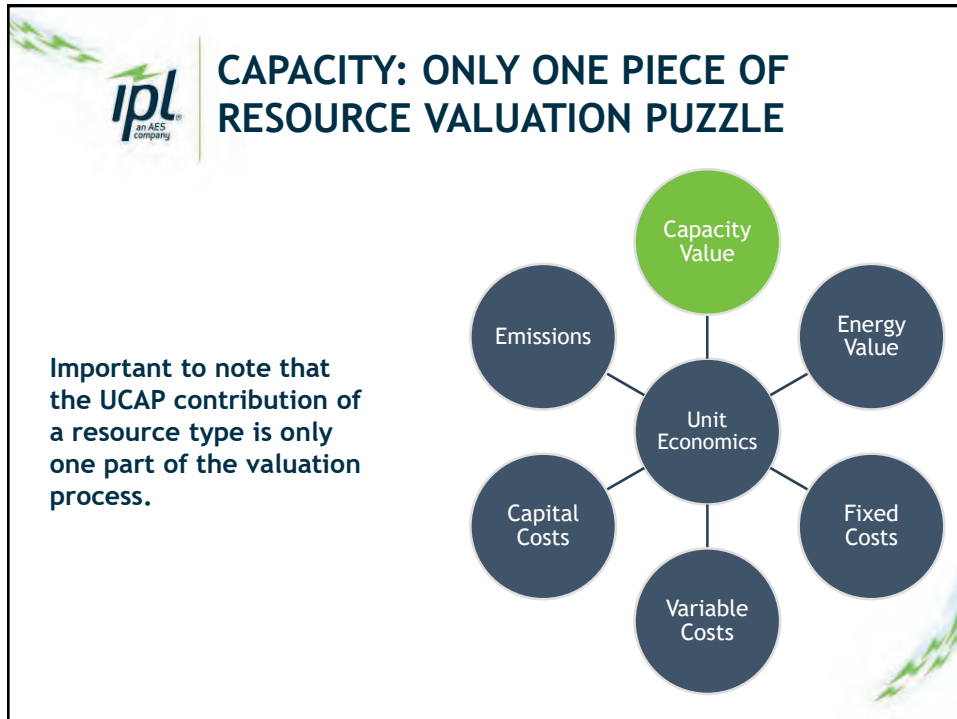 ipl
an AES
company
CAPACITY: ONLY ONE PIECE OF
RESOURCE VALUATION PUZZLE
Important to note that
the UCAP contribution of
a resource type is only
one part of the valuation
process.
Capacity
Value
Energy
Value
Fixed
Costs
Variable
Costs
Capital
Costs
Emissions
Unit
Economics